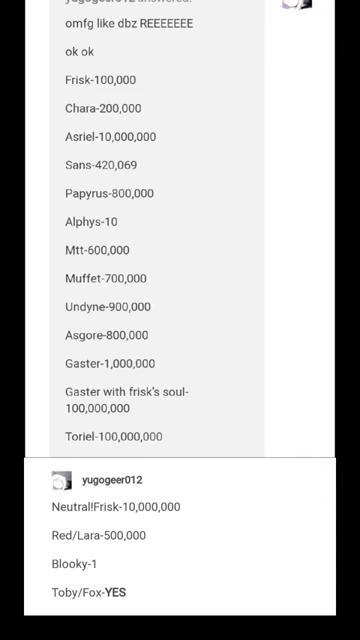 yugogeer012 answered:
omfg like dbz REEEEEEE
ok ok
Frisk-100,000
Chara-200,000
Asriel-10,000,000
Sans-420,069
Papyrus-800,000
Alphys-10
Mtt-600,000
Muffet-700,000
Undyne-900,000
Asgore-800,000
Gaster-1,000,000
Gaster with frisk's soul-
100,000,000
Toriel-100,000,000
yugogeer012
Neutral!Frisk-10,000,000
Red/Lara-500,000
Blooky-1
Toby/Fox-YES